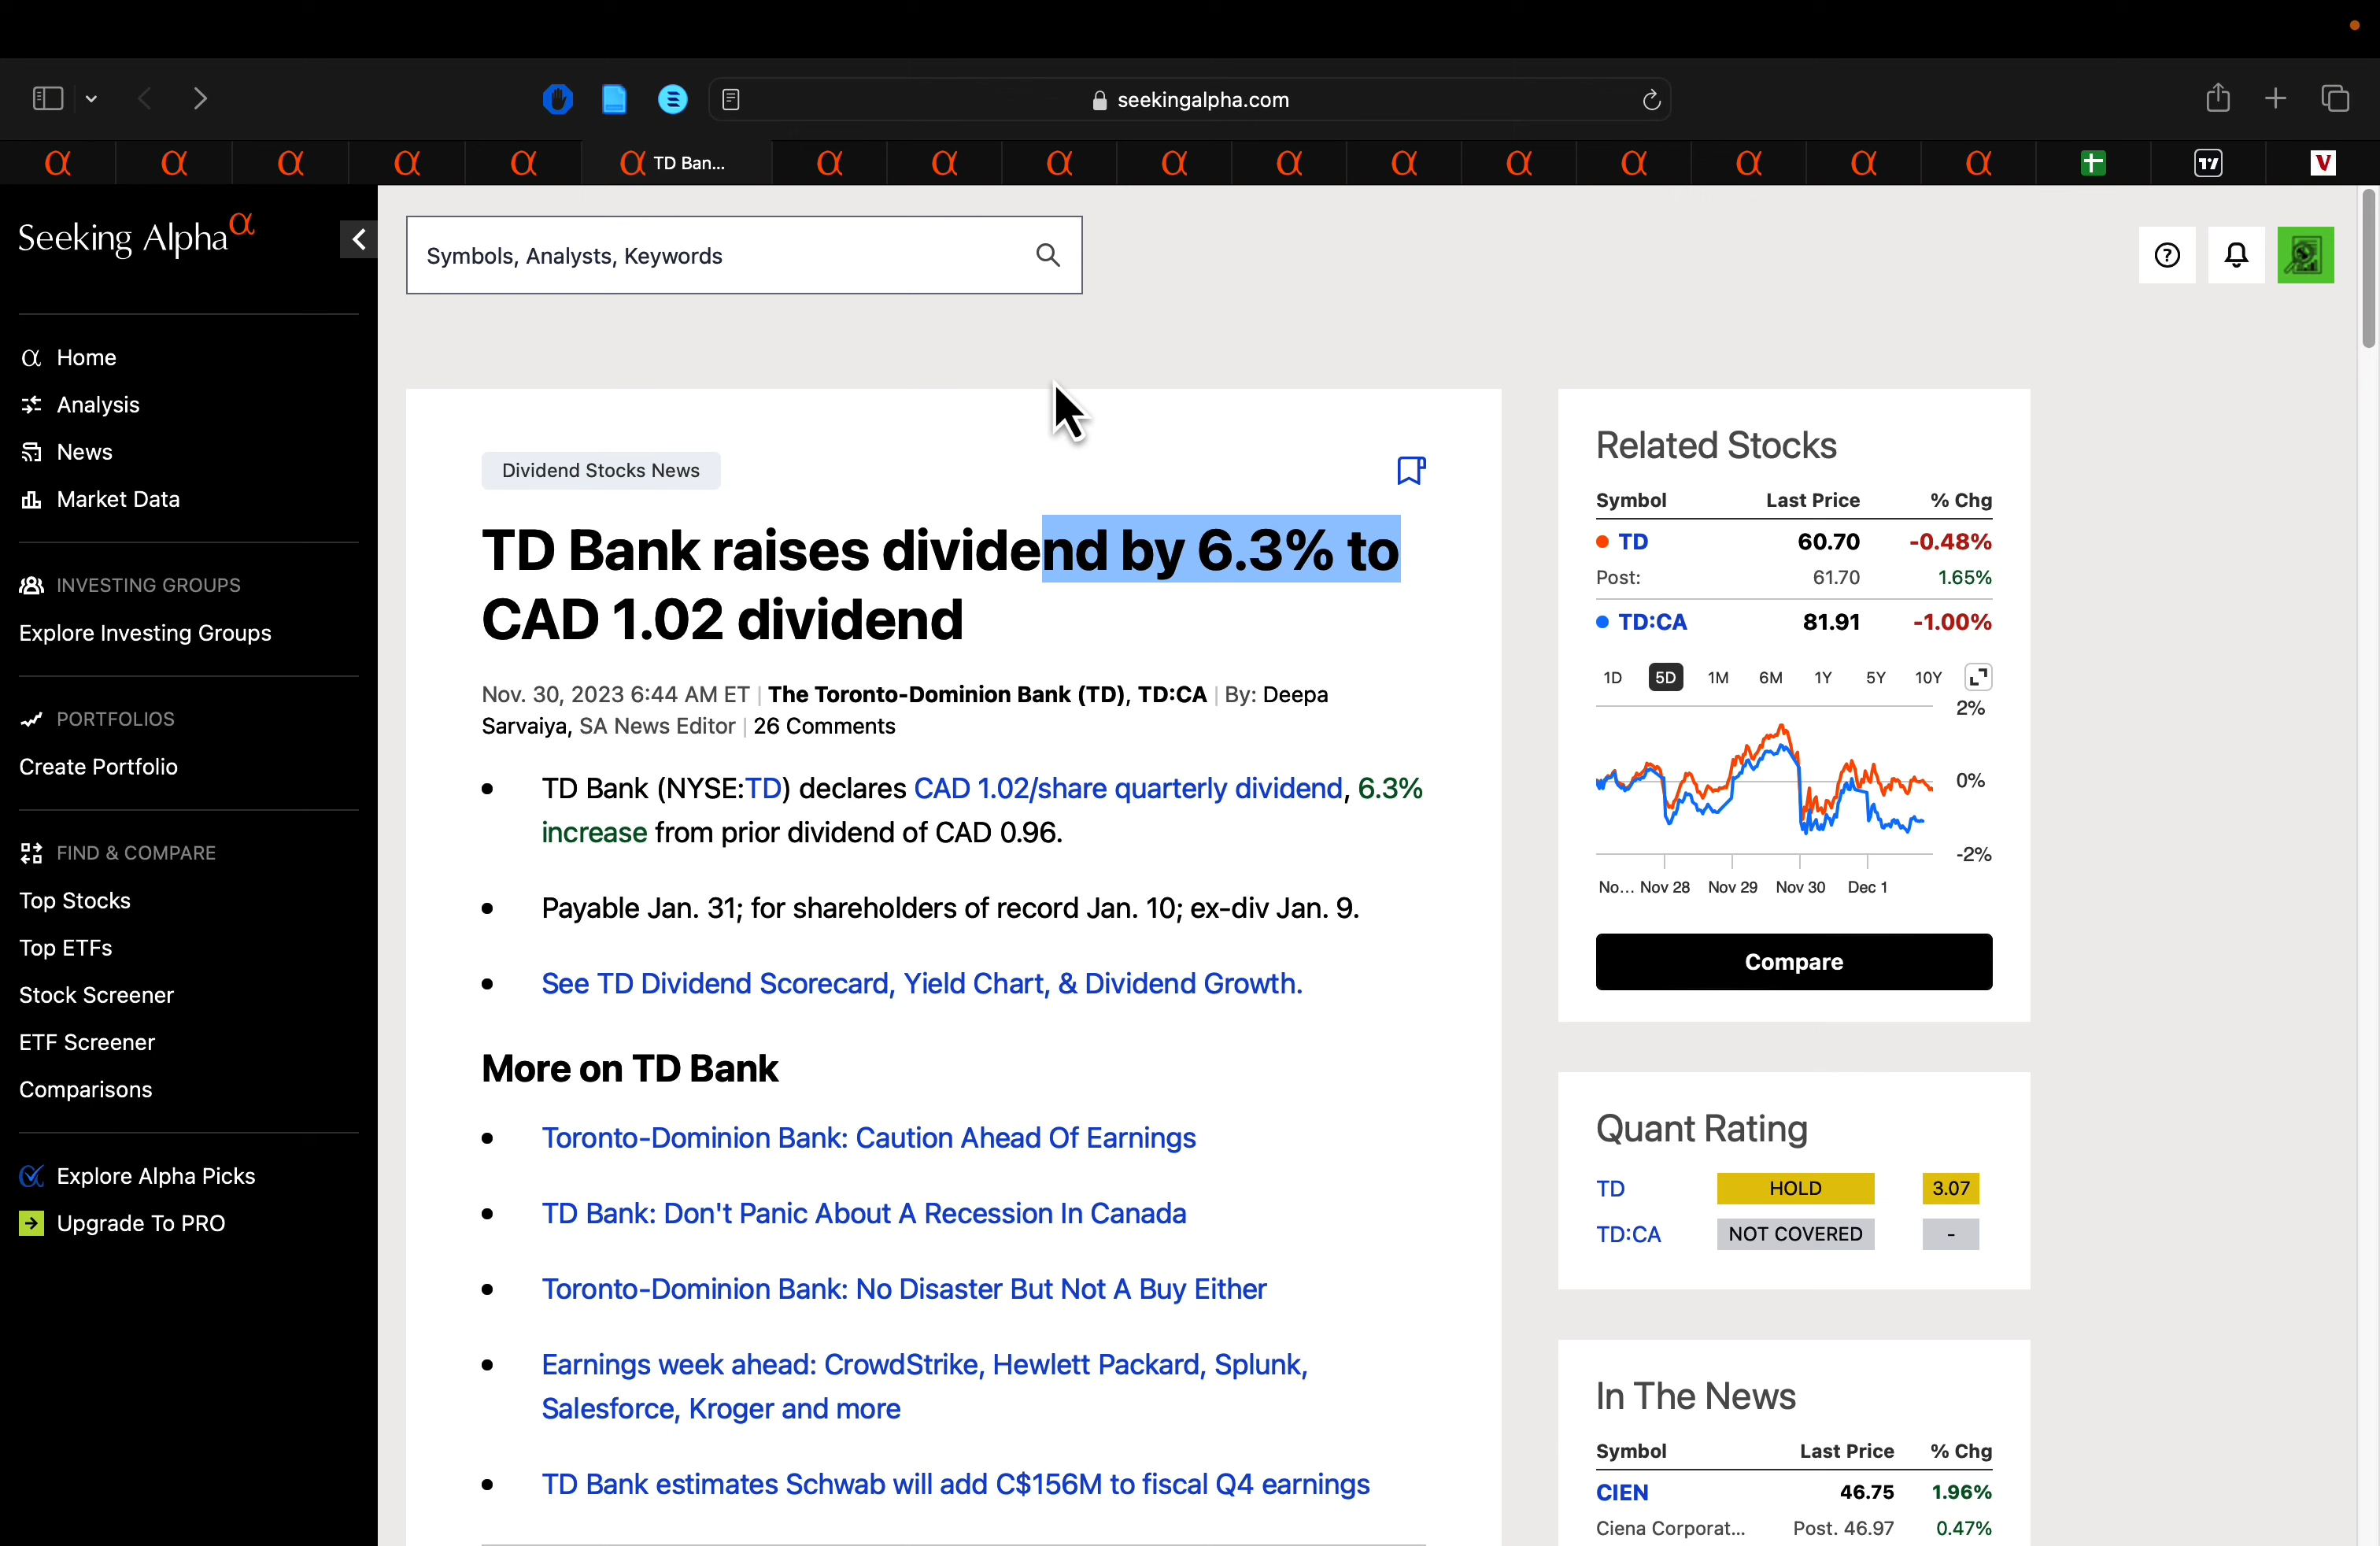 seekingalpha.com
α
α
α
α
α
α TD Ban...
α
α
α
α
α
α
α
α
α
α
α
V
Seeking Alpha α
Symbols, Analysts, Keywords
α Home
Analysis
News
Market Data
INVESTING GROUPS
Explore Investing Groups
PORTFOLIOS
Create Portfolio
FIND & COMPARE
Top Stocks
Top ETFs
Stock Screener
ETF Screener
Comparisons
Explore Alpha Picks
Upgrade To PRO
Dividend Stocks News
TD Bank raises dividend by 6.3% to
CAD 1.02 dividend
Nov. 30, 2023 6:44 AM ET | The Toronto-Dominion Bank (TD), TD:CA | By: Deepa
Sarvaiya, SA News Editor | 26 Comments
• TD Bank (NYSE:TD) declares CAD 1.02/share quarterly dividend, 6.3%
increase from prior dividend of CAD 0.96.
• Payable Jan. 31; for shareholders of record Jan. 10; ex-div Jan. 9.
• See TD Dividend Scorecard, Yield Chart, & Dividend Growth.
More on TD Bank
• Toronto-Dominion Bank: Caution Ahead Of Earnings
• TD Bank: Don't Panic About A Recession In Canada
• Toronto-Dominion Bank: No Disaster But Not A Buy Either
• Earnings week ahead: CrowdStrike, Hewlett Packard, Splunk,
Salesforce, Kroger and more
• TD Bank estimates Schwab will add C$156M to fiscal Q4 earnings
Related Stocks
Symbol Last Price % Chg
TD 60.70 -0.48%
Post: 61.70 1.65%
TD:CA 81.91 -1.00%
1D 5D 1M 6M 1Y 5Y 10Y
2%
0%
-2%
No... Nov 28 Nov 29 Nov 30 Dec 1
Compare
Quant Rating
TD HOLD 3.07
TD:CA NOT COVERED -
In The News
Symbol Last Price % Chg
CIEN 46.75 1.96%
Ciena Corporat... Post. 46.97 0.47%